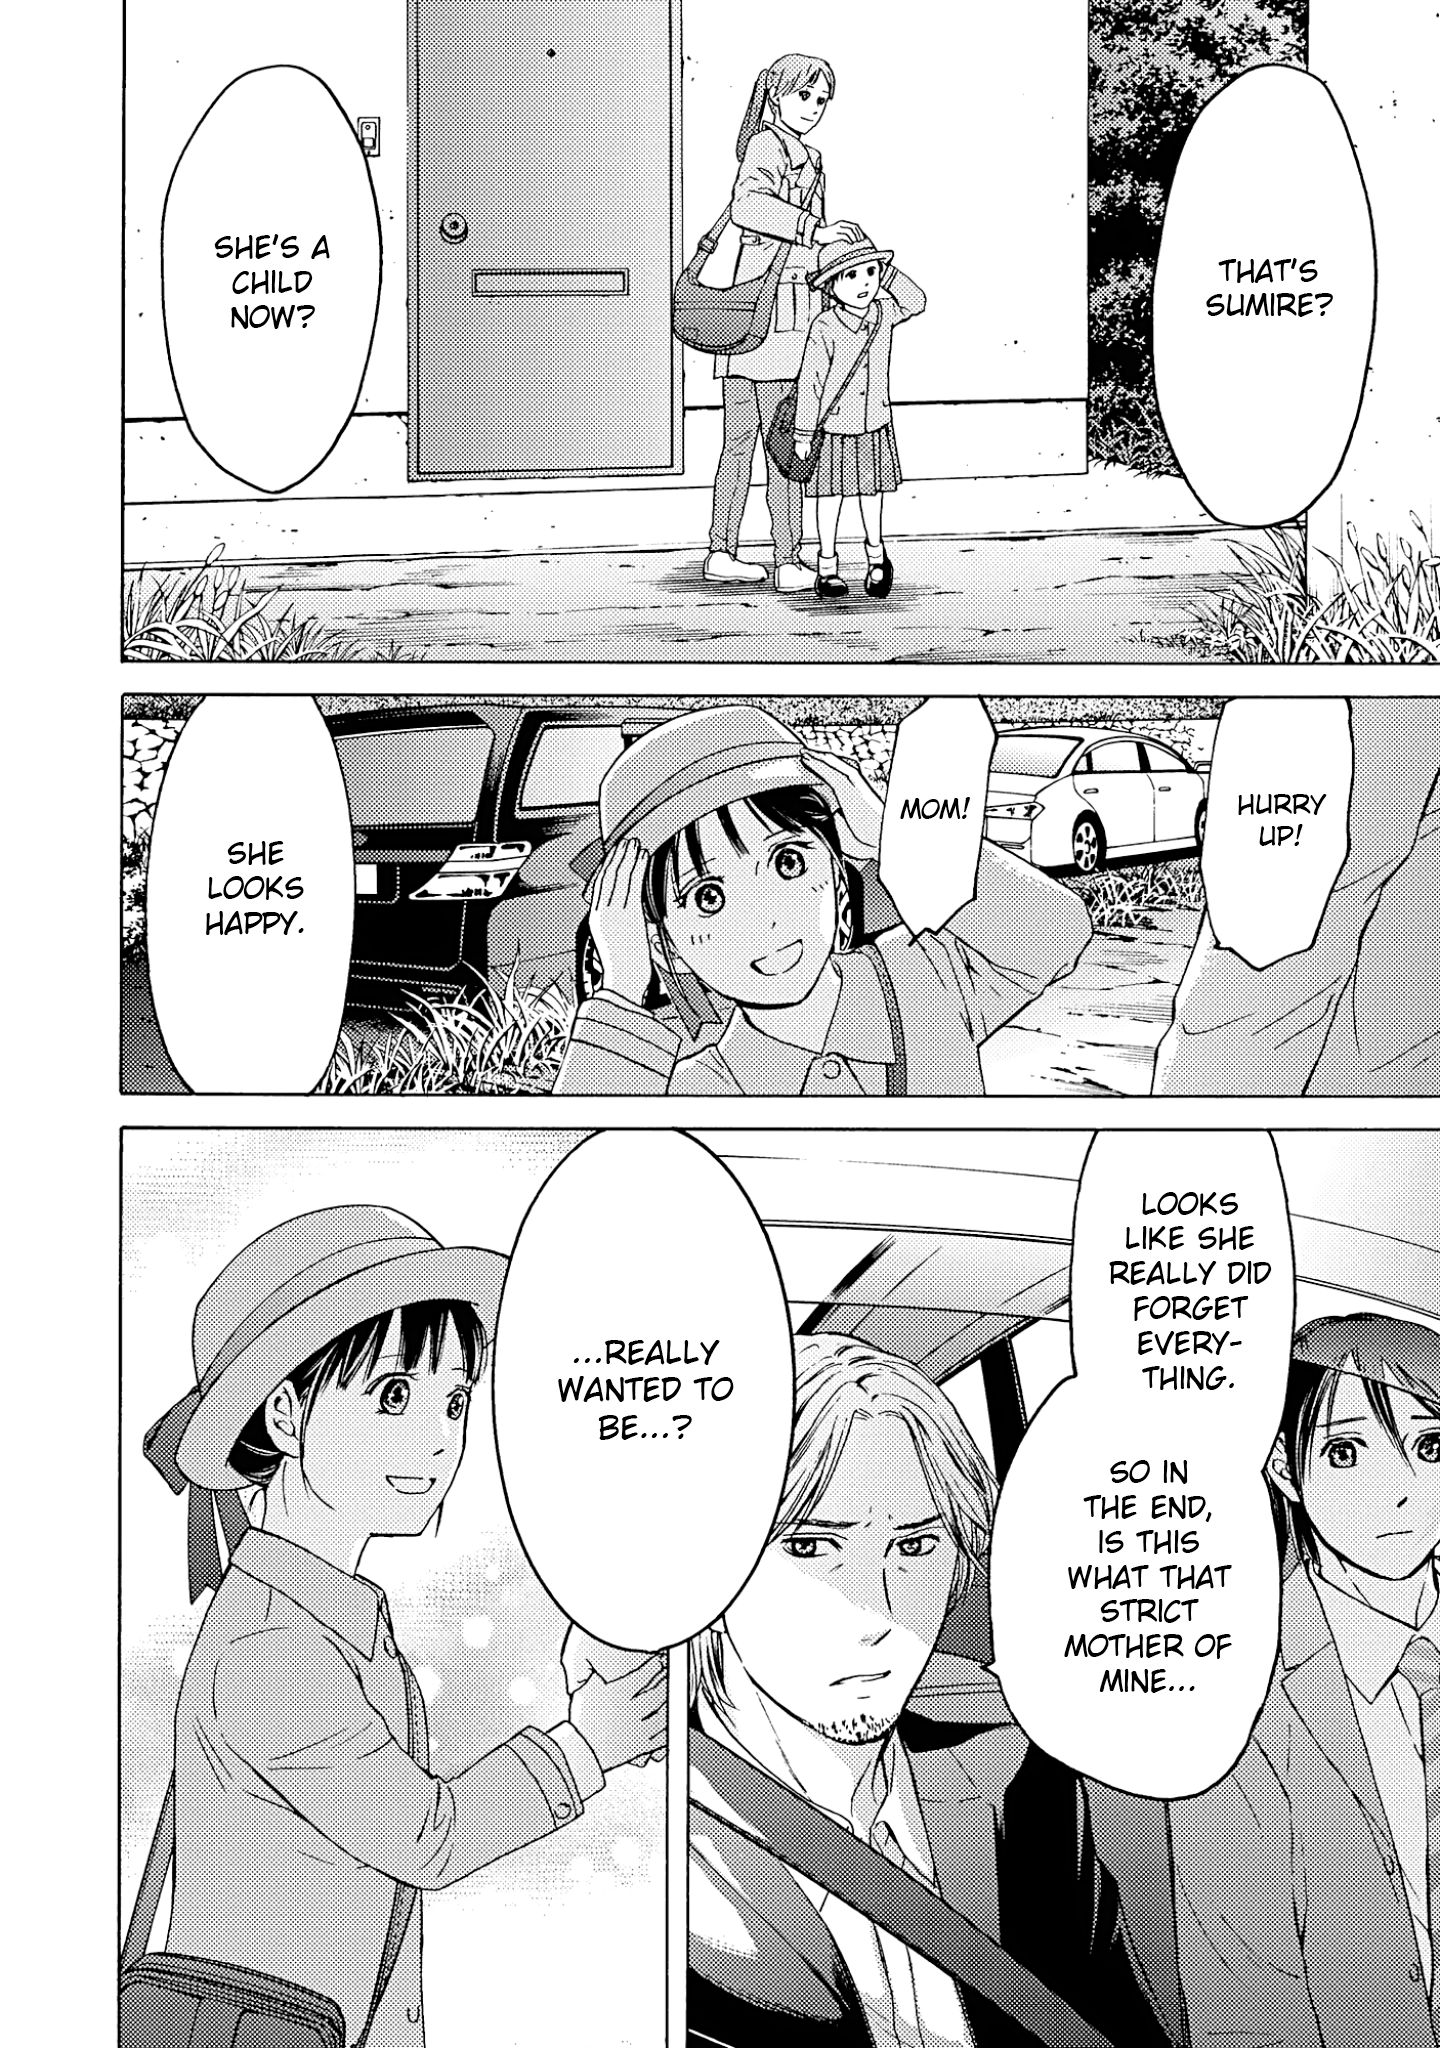 THAT'S
SUMIRE?
SHE'S A
CHILD
NOW?
HURRY
UP!
MOM!
SHE
LOOKS
HAPPY.
LOOKS
LIKE SHE
REALLY DID
FORGET
EVERY-
THING.
SO IN
THE END,
IS THIS
WHAT THAT
STRICT
MOTHER OF
MINE...
...REALLY
WANTED TO
BE...?